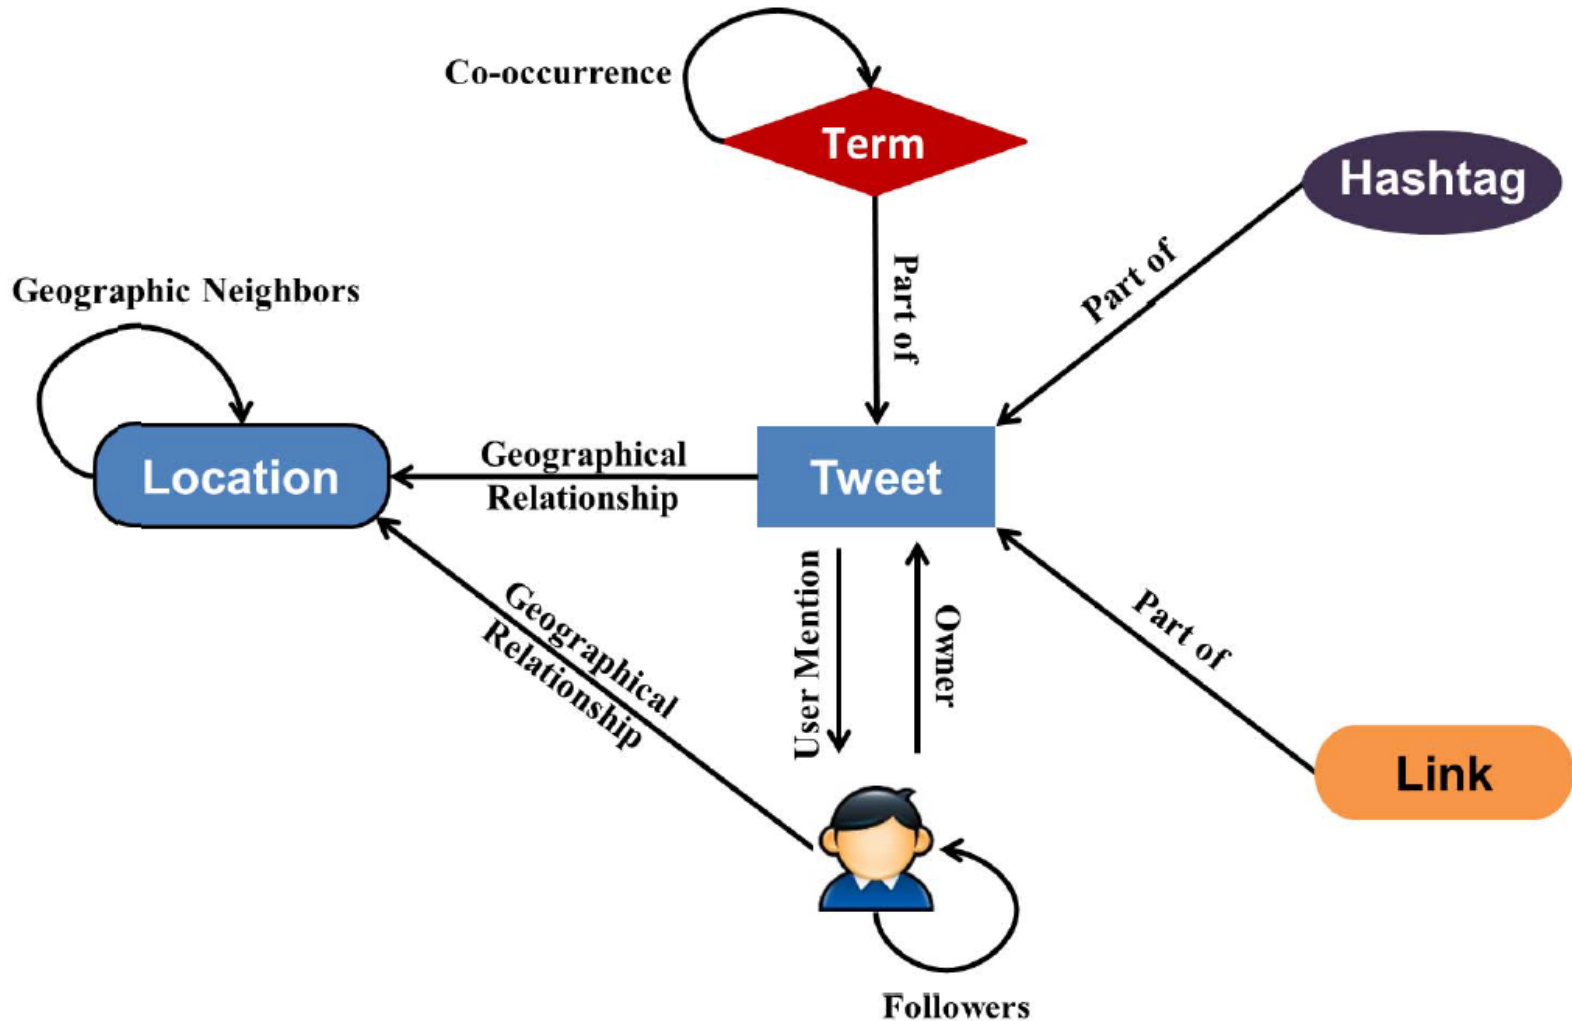 Co-occurrence
Term
Hashtag
Part of
Part of
Geographic Neighbors
Location
Geographical
Relationship
Tweet
Geographical
Relationship
User Mention
Owner
Part of
Link
Followers